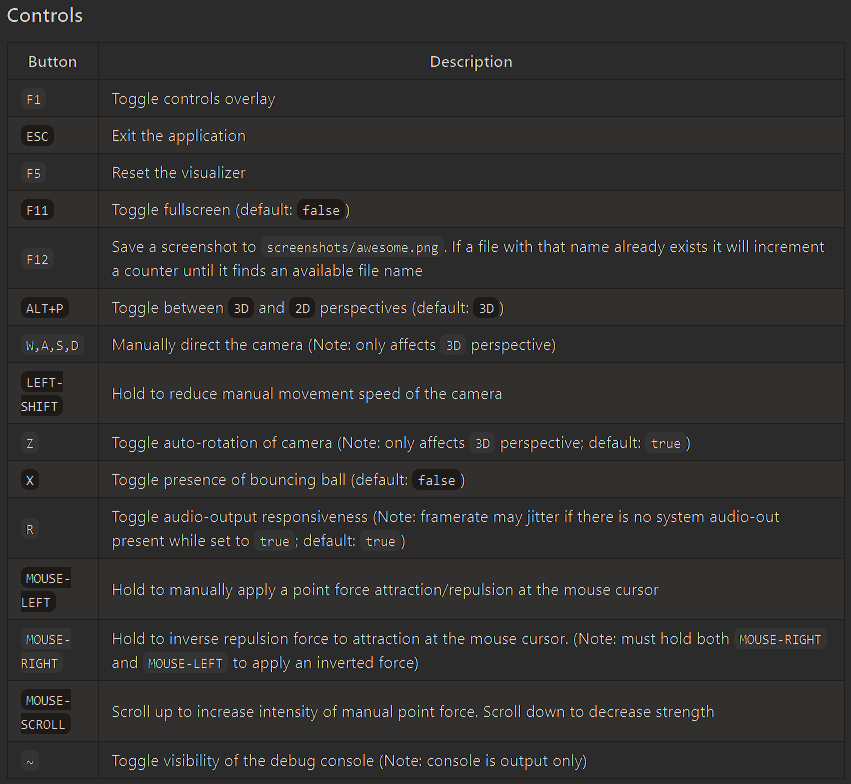 Controls
Button Description
F1 Toggle controls overlay
ESC Exit the application
F5 Reset the visualizer
F11 Toggle fullscreen (default: false)
Save a screenshot to screenshots/awesome.png. If a file with that name already exists it will increment
F12
a counter until it finds an available file name
ALT+P Toggle between 3D and 2D perspectives (default: 3D)
W,A,S,D Manually direct the camera (Note: only affects 3D perspective)
LEFT-
SHIFT
Hold to reduce manual movement speed of the camera
Z Toggle auto-rotation of camera (Note: only affects 3D perspective; default: true)
X Toggle presence of bouncing ball (default: false)
R
Toggle audio-output responsiveness (Note: framerate may jitter if there is no system audio-out
present while set to true; default: true)
MOUSE-
LEFT
Hold to manually apply a point force attraction/repulsion at the mouse cursor
MOUSE-
RIGHT
Hold to inverse repulsion force to attraction at the mouse cursor. (Note: must hold both MOUSE-RIGHT
and MOUSE-LEFT to apply an inverted force)
MOUSE-
SCROLL
Scroll up to increase intensity of manual point force. Scroll down to decrease strength
~ Toggle visibility of the debug console (Note: console is output only)